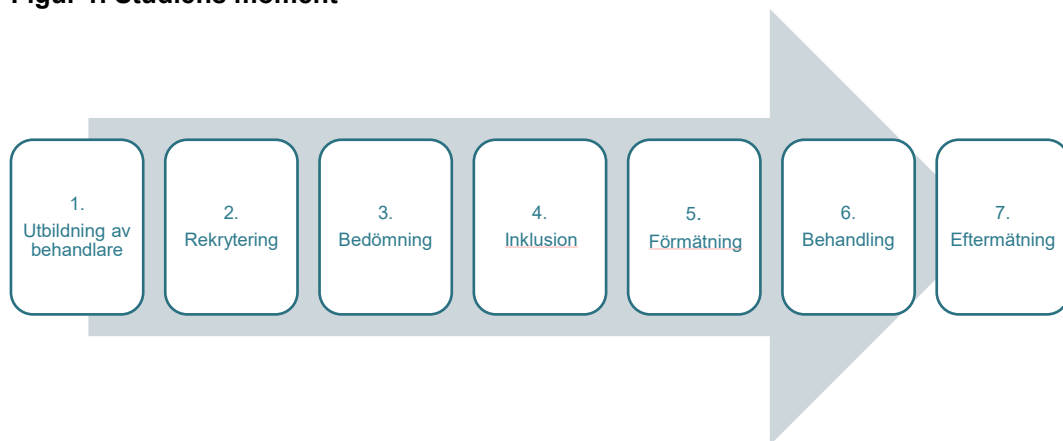 Figur 1. Studiens moment
1.
Utbildning av
behandlare
2.
Rekrytering
3.
Bedömning
4.
Inklusion
5.
Förmätning
6.
Behandling
7.
Eftermätning